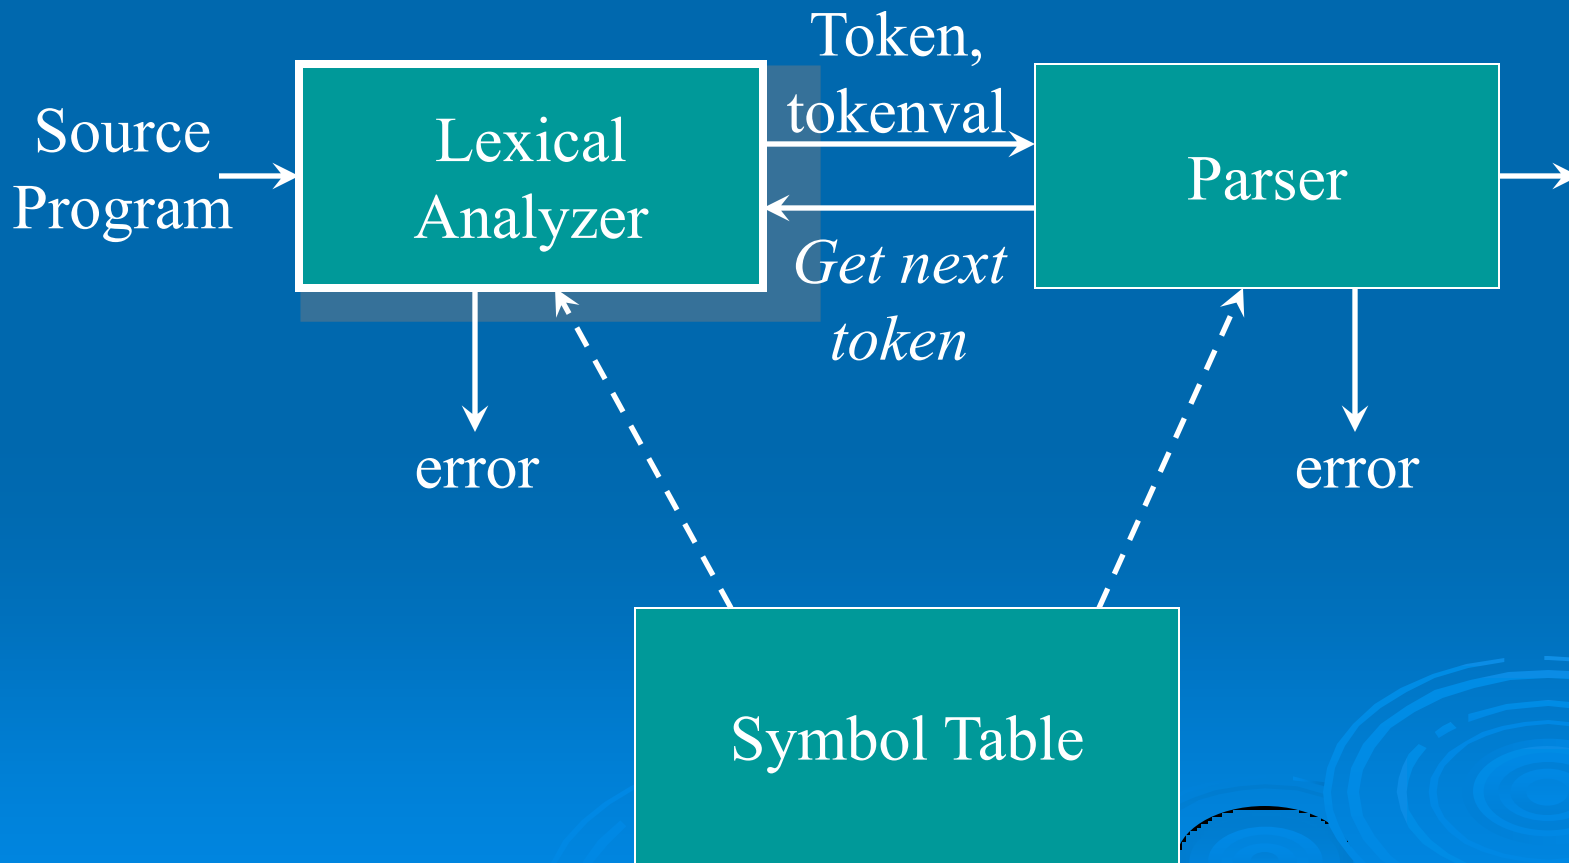 Source
Program
Lexical
Analyzer
Token,
tokenval
Get next
token
Parser
error
error
Symbol Table